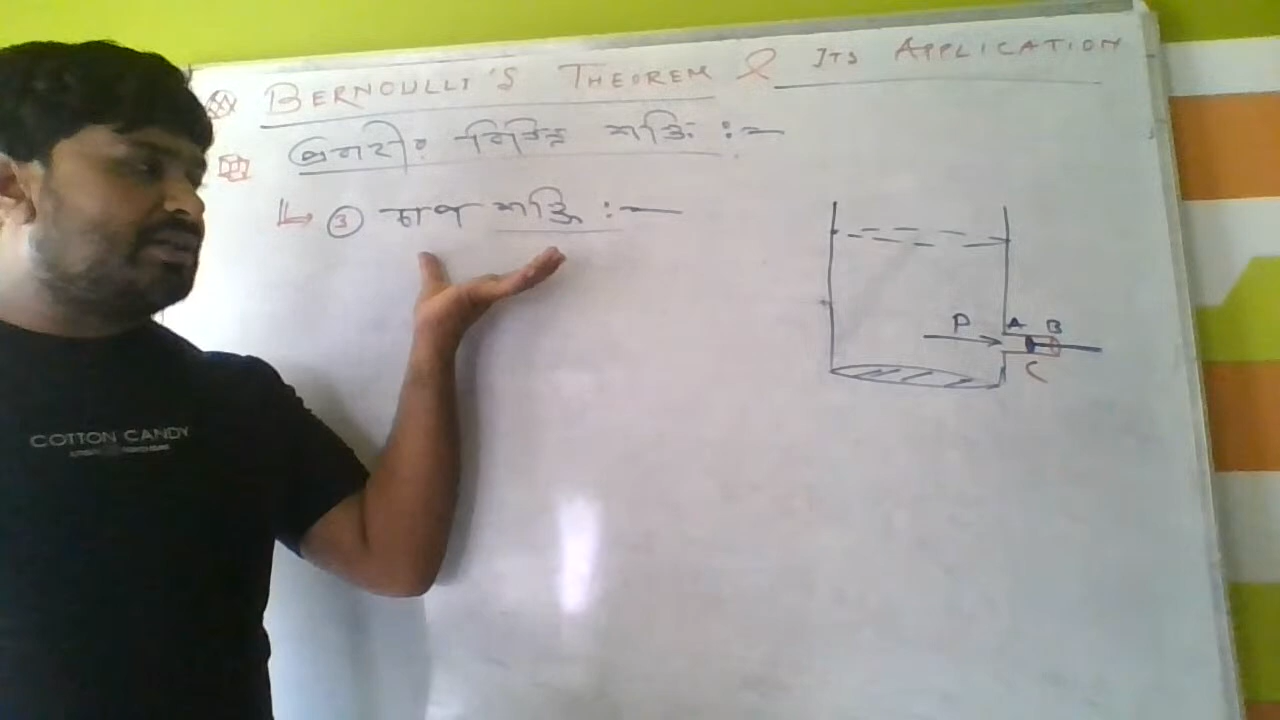 BERNOULLI'S THEOREM & ITS APPLICATION
প্রবাহীর বিভিন্ন শক্তি :-
③ চাপ শক্তি :-
P A B
C
COTTON CANDY